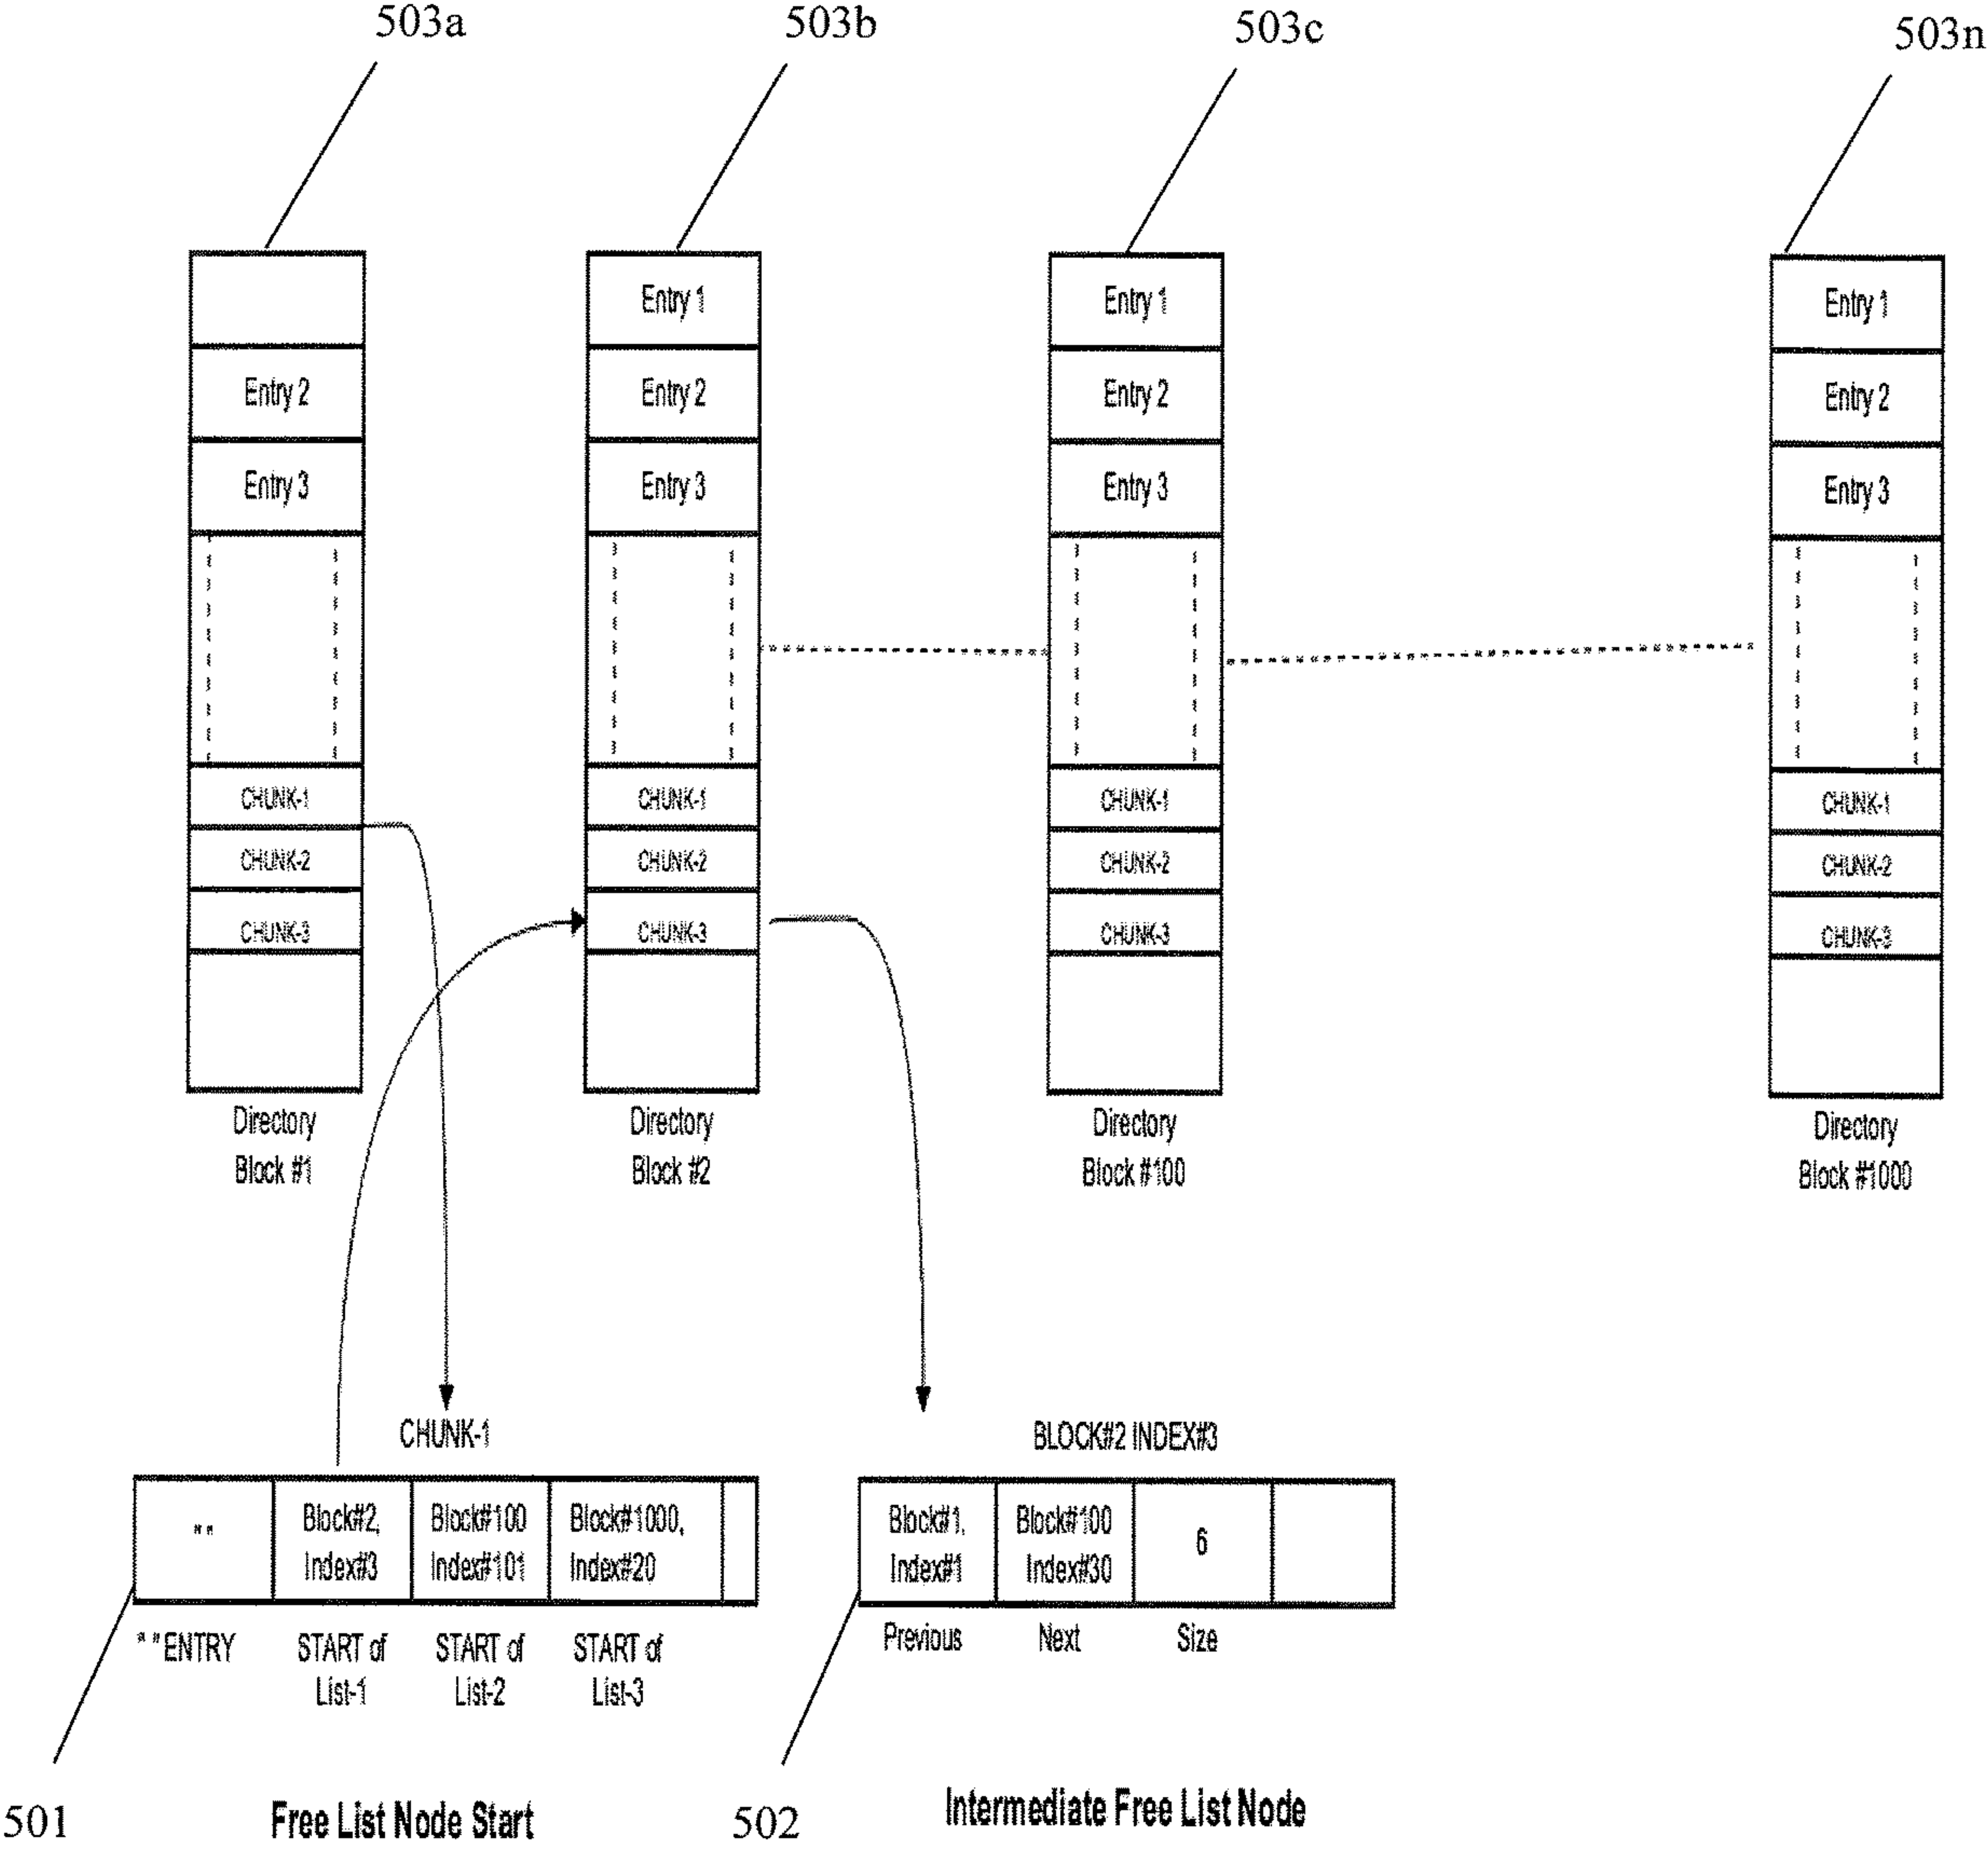 503a
503b
503c
503n
Entry 1
Entry 1
Entry 1
Entry 2
Entry 2
Entry 2
Entry 2
Entry 3
Entry 3
Entry 3
Entry 3
CHUNK-1
CHUNK-1
CHUNK-1
CHUNK-1
CHUNK-2
CHUNK-2
CHUNK-2
CHUNK-2
CHUNK-3
CHUNK-3
CHUNK-3
CHUNK-3
Directory
Block #1
Directory
Block #2
Directory
Block #100
Directory
Block #1000
CHUNK-1
" "
Block#2,
Index#3
Block#100
Index#101
Block#1000,
Index#20
" " ENTRY
START of
List-1
START of
List-2
START of
List-3
501
Free List Node Start
BLOCK#2 INDEX#3
Block#1,
Index#1
Block#100
Index#30
6
Previous
Next
Size
502
Intermediate Free List Node